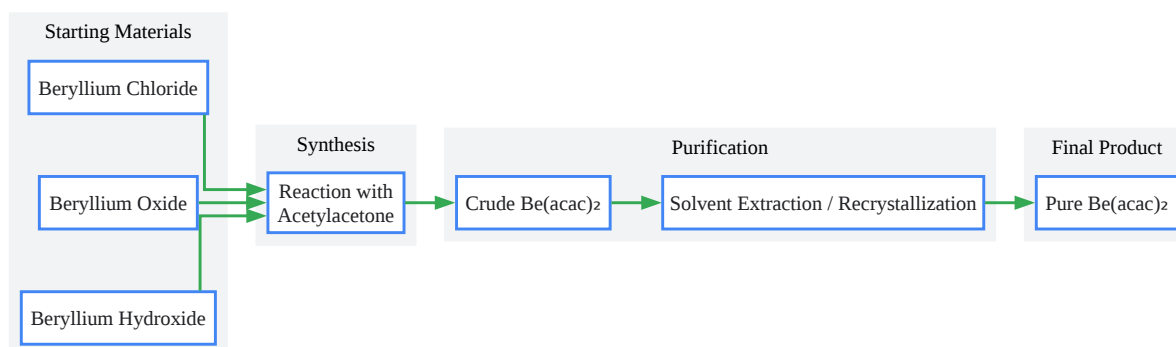 Starting Materials
Beryllium Chloride
Beryllium Oxide
Beryllium Hydroxide
Synthesis
Reaction with
Acetylacetone
Purification
Crude Be(acac)₂
Solvent Extraction / Recrystallization
Final Product
Pure Be(acac)₂